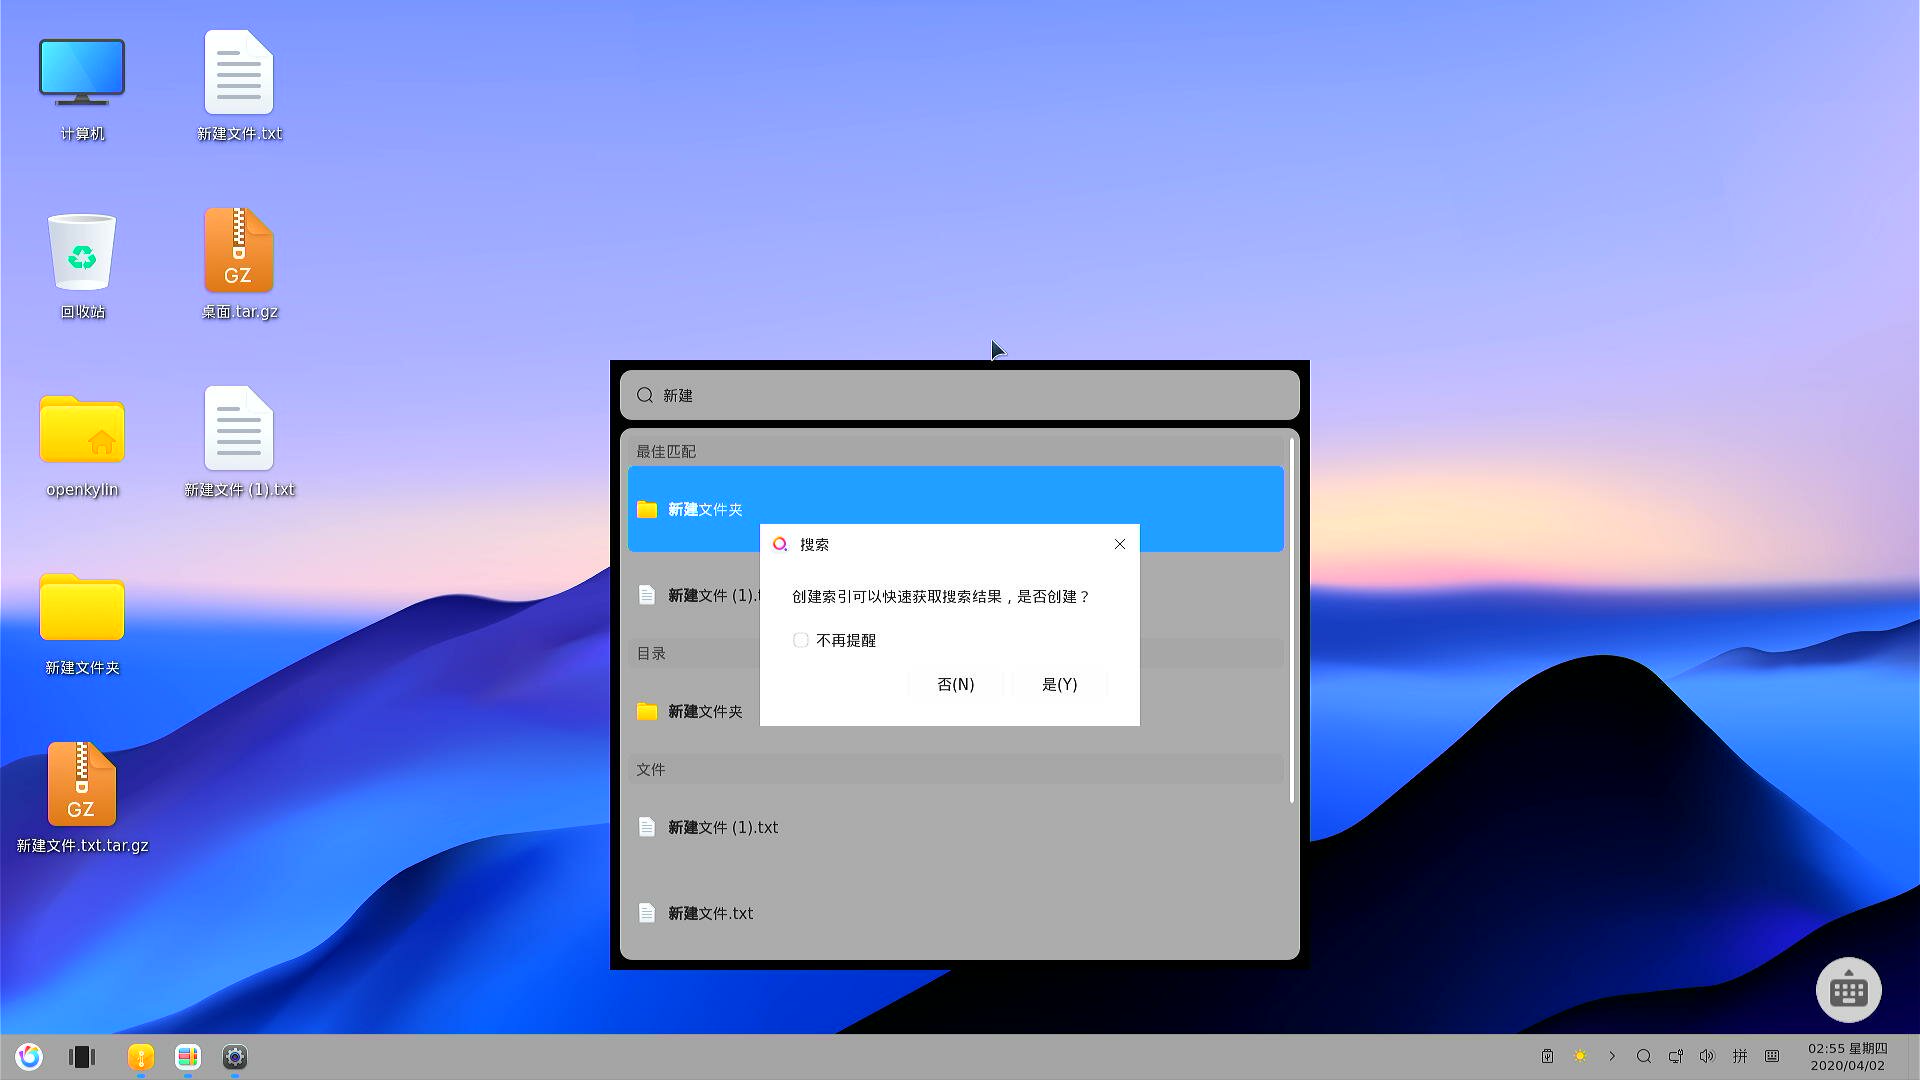 计算机
新建文件.txt
回收站
GZ
桌面.tar.gz
openkylin
新建文件 (1).txt
新建文件夹
GZ
新建文件.txt.tar.gz
新建
最佳匹配
新建文件夹
新建文件 (1).t
目录
新建文件夹
文件
新建文件 (1).txt
新建文件.txt
搜索
创建索引可以快速获取搜索结果，是否创建？
不再提醒
否(N)
是(Y)
拼
02:55 星期四
2020/04/02